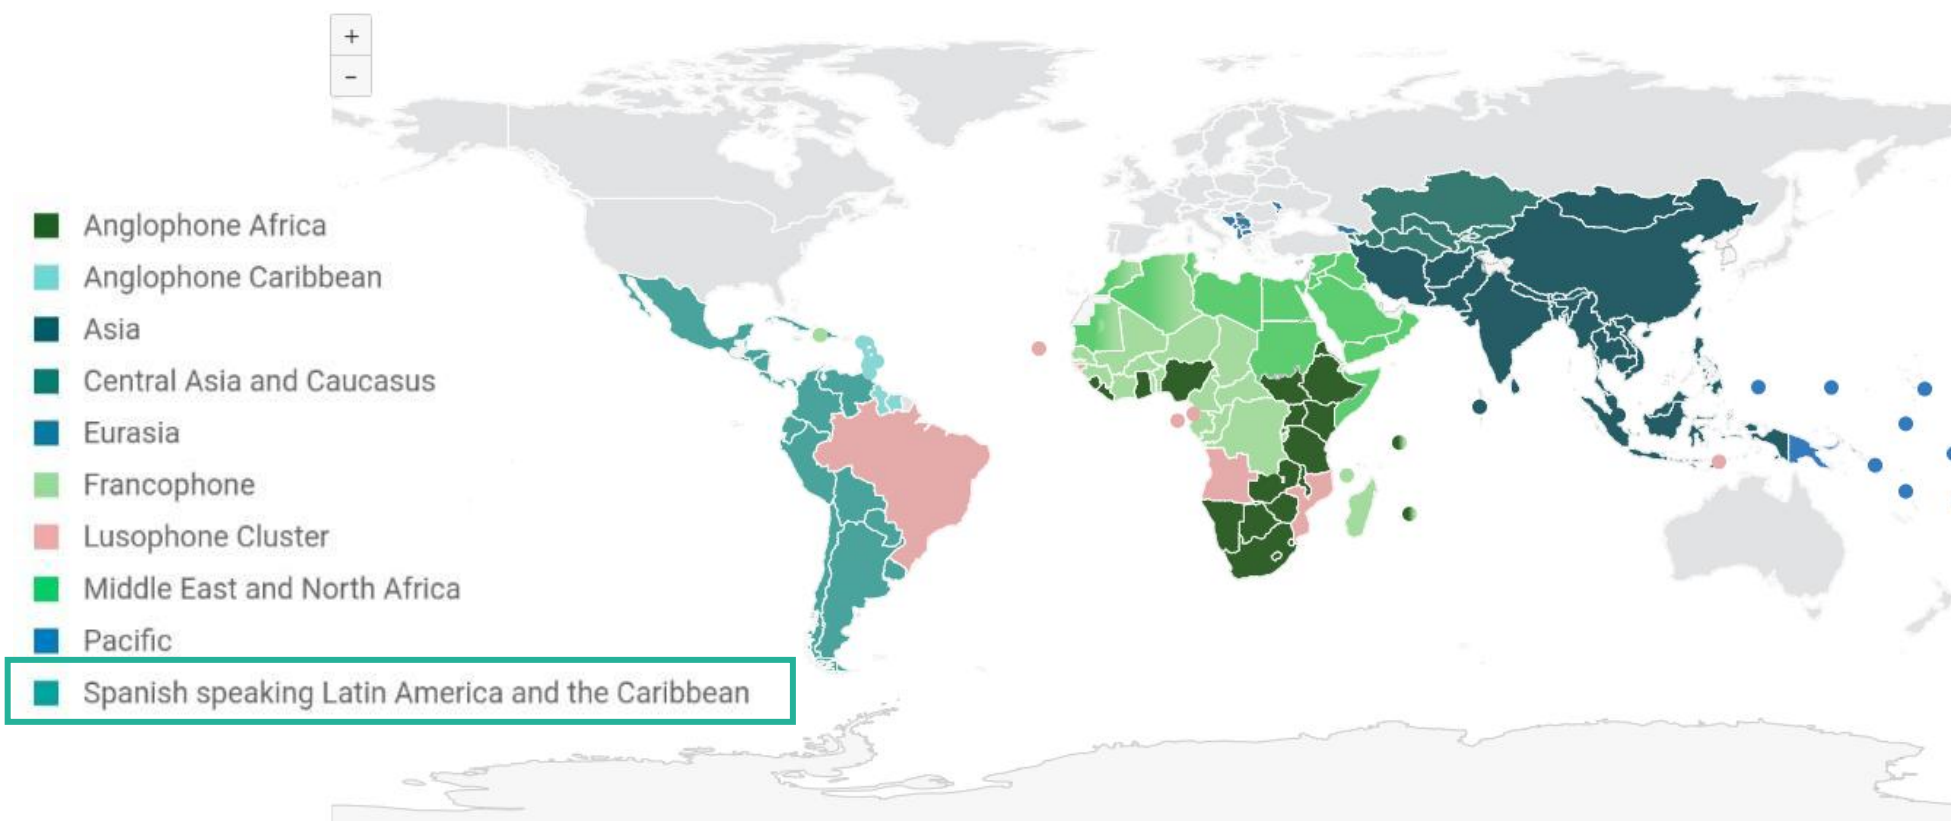 +
−
Anglophone Africa
Anglophone Caribbean
Asia
Central Asia and Caucasus
Eurasia
Francophone
Lusophone Cluster
Middle East and North Africa
Pacific
Spanish speaking Latin America and the Caribbean